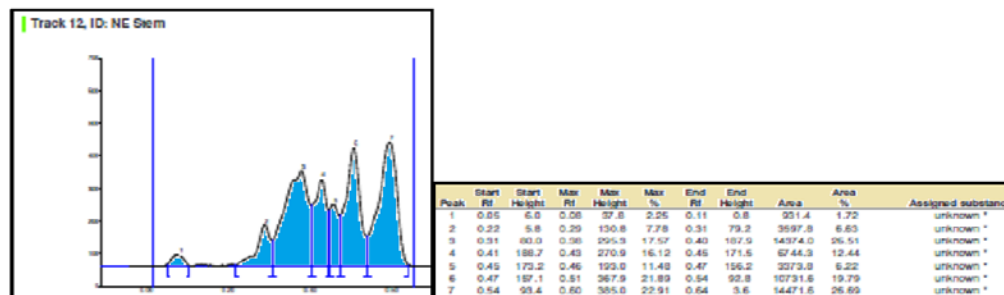 Track 12, ID: NE Stem
Start Start Max Max Max End End Area
Peak Rf Height Rf Height % Rf Height Area % Assigned substance
1 0.05 6.0 0.08 37.8 2.25 0.11 0.8 931.4 1.72 unknown *
2 5.8 0.29 130.8 7.78 0.31 79.2 3597.8 6.63 unknown *
3 0.31 80.0 0.38 295.3 17.57 0.40 187.9 14374.0 26.51 unknown *
4 0.41 188.7 0.43 270.9 16.12 0.45 171.5 6744.3 12.44 unknown *
5 0.45 173.2 0.46 193.0 11.48 0.47 156.2 3373.8 6.22 unknown *
6 0.47 157.1 0.51 367.9 21.89 0.54 92.8 10731.6 19.79 unknown *
7 0.54 93.4 0.60 385.0 22.91 0.64 3.6 14471.6 26.69 unknown *